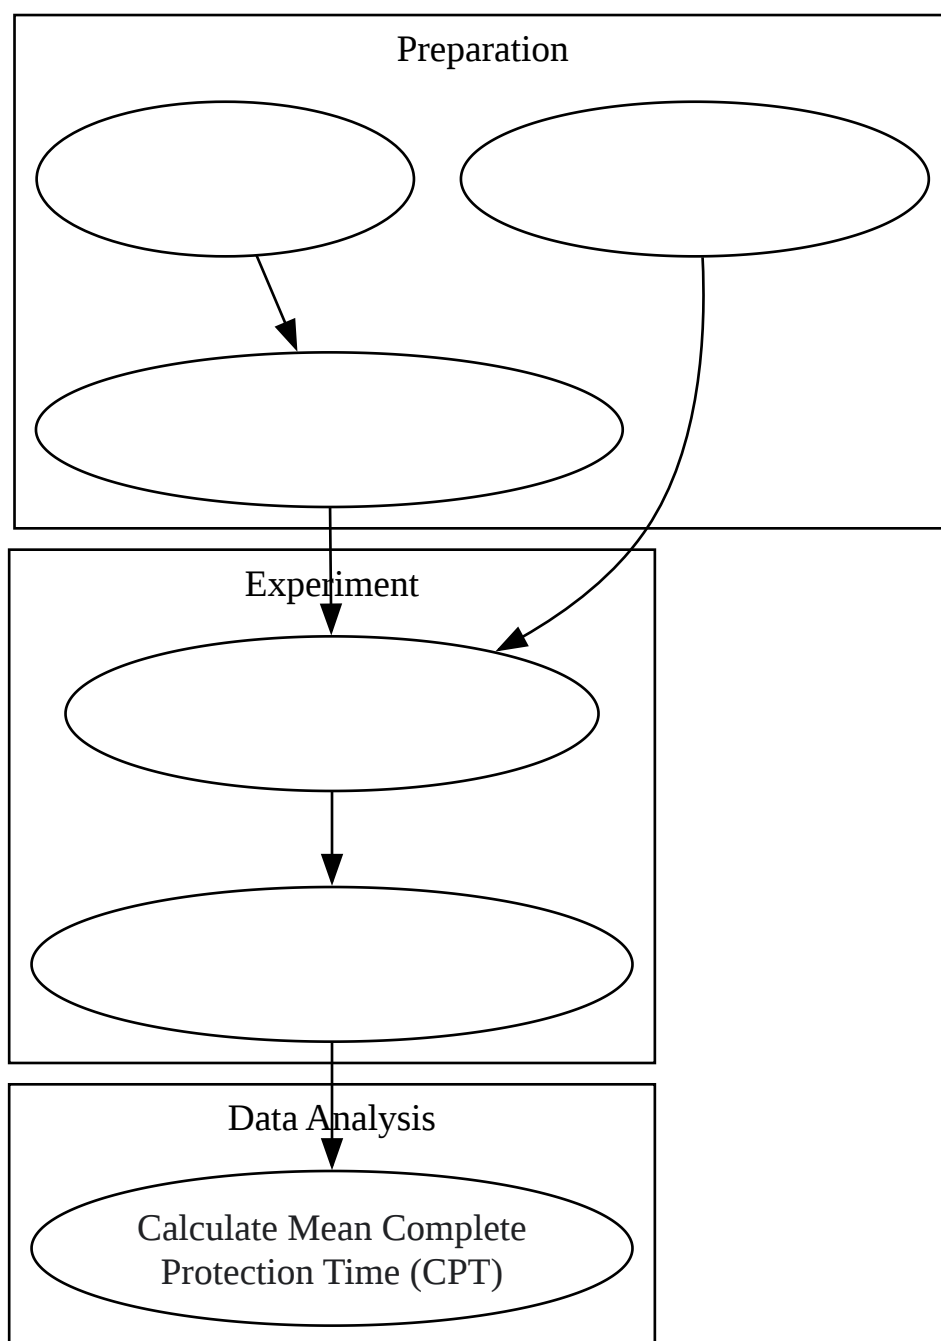 Preparation
Experiment
Data Analysis
Calculate Mean Complete
Protection Time (CPT)